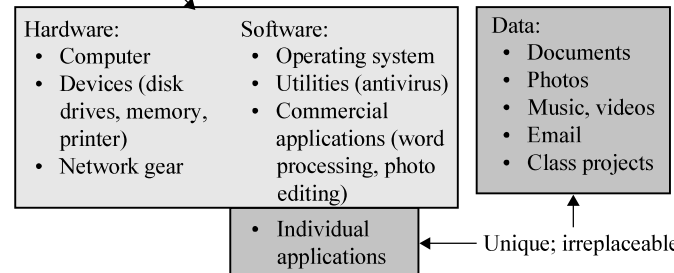 Hardware:
• Computer
• Devices (disk
drives, memory,
printer)
• Network gear
Software:
• Operating system
• Utilities (antivirus)
• Commercial
applications (word
processing, photo
editing)
• Individual
applications
Data:
• Documents
• Photos
• Music, videos
• Email
• Class projects
Unique; irreplaceable